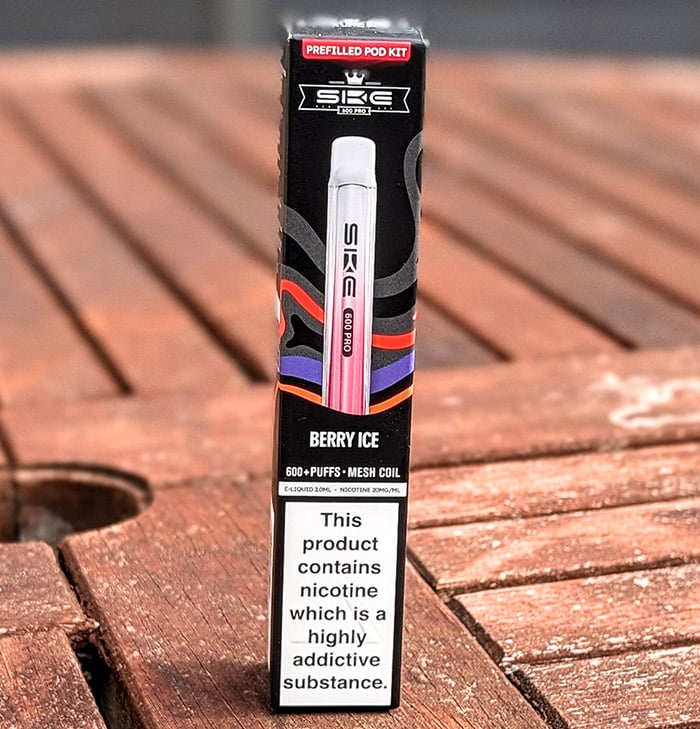 PREFILLED POD KIT
SKE
600 PRO
SKE
600 PRO
BERRY ICE
600+PUFFS • MESH COIL
E-LIQUID 2.0ML - NICOTINE 20MG/ML
This
product
contains
nicotine
which is a
highly
addictive
substance.